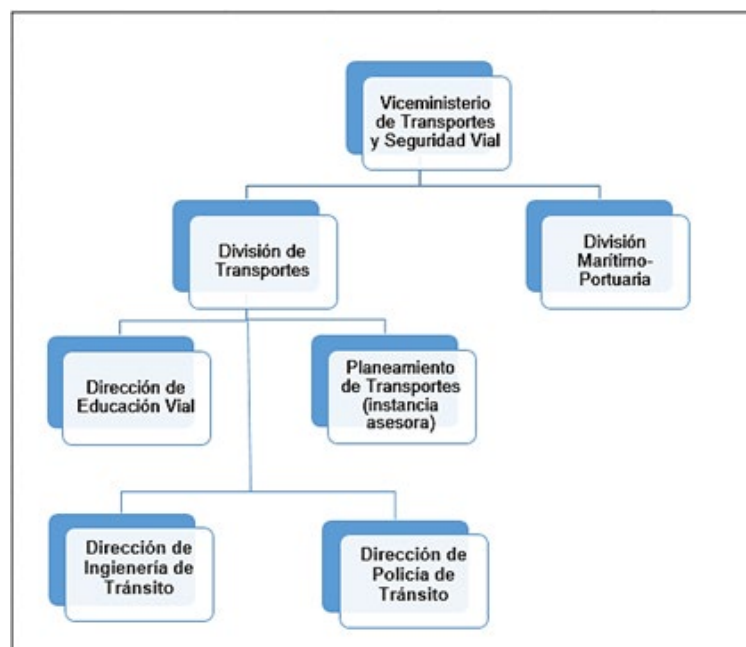 Viceministerio
de Transportes
y Seguridad Vial
División de
Transportes
División
Marítimo-
Portuaria
Dirección de
Educación Vial
Planeamiento
de Transportes
(instancia
asesora)
Dirección de
Ingienería de
Tránsito
Dirección de
Policía de
Tránsito